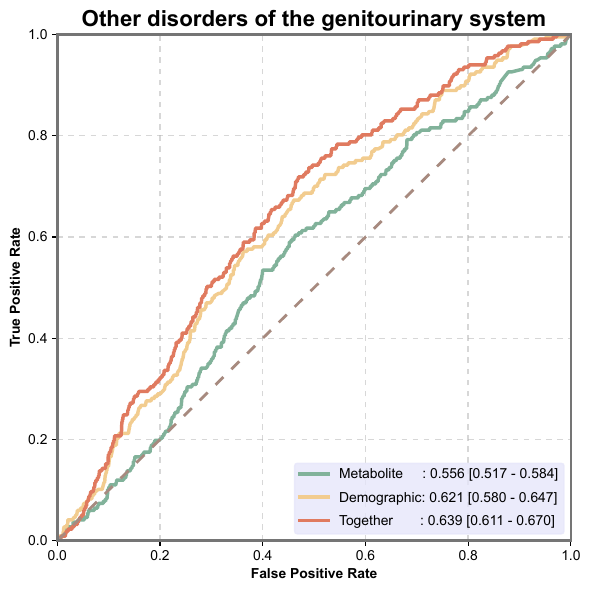 Other disorders of the genitourinary system
1.0
0.8
0.6
0.4
0.2
0.0
True Positive Rate
Metabolite : 0.556 [0.517 - 0.584]
Demographic: 0.621 [0.580 - 0.647]
Together : 0.639 [0.611 - 0.670]
0.0 0.2 0.4 0.6 0.8 1.0
False Positive Rate